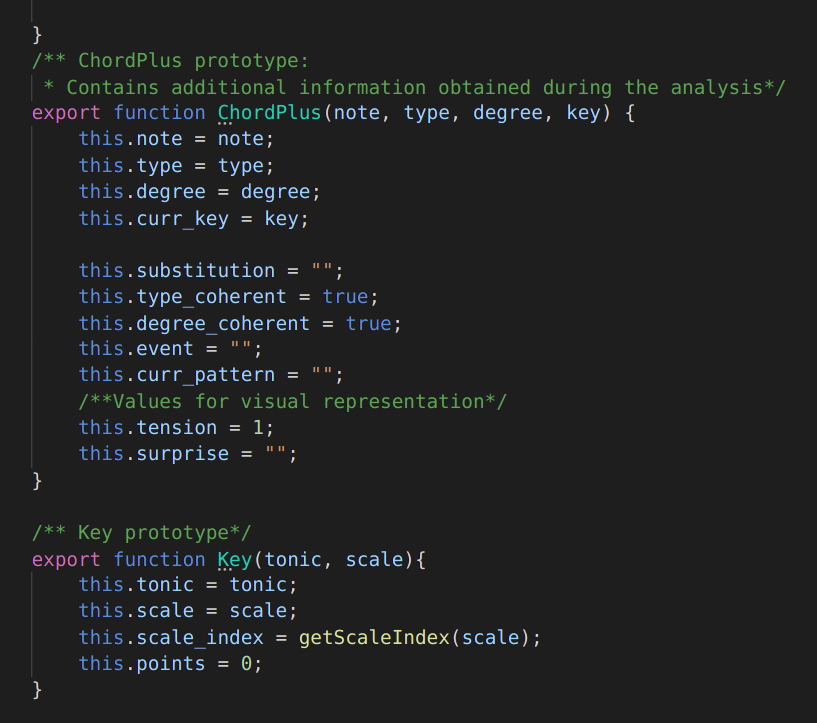 }
/** ChordPlus prototype:
 * Contains additional information obtained during the analysis*/
export function ChordPlus(note, type, degree, key) {
    this.note = note;
    this.type = type;
    this.degree = degree;
    this.curr_key = key;

    this.substitution = "";
    this.type_coherent = true;
    this.degree_coherent = true;
    this.event = "";
    this.curr_pattern = "";
    /**Values for visual representation*/
    this.tension = 1;
    this.surprise = "";
}

/** Key prototype*/
export function Key(tonic, scale){
    this.tonic = tonic;
    this.scale = scale;
    this.scale_index = getScaleIndex(scale);
    this.points = 0;
}